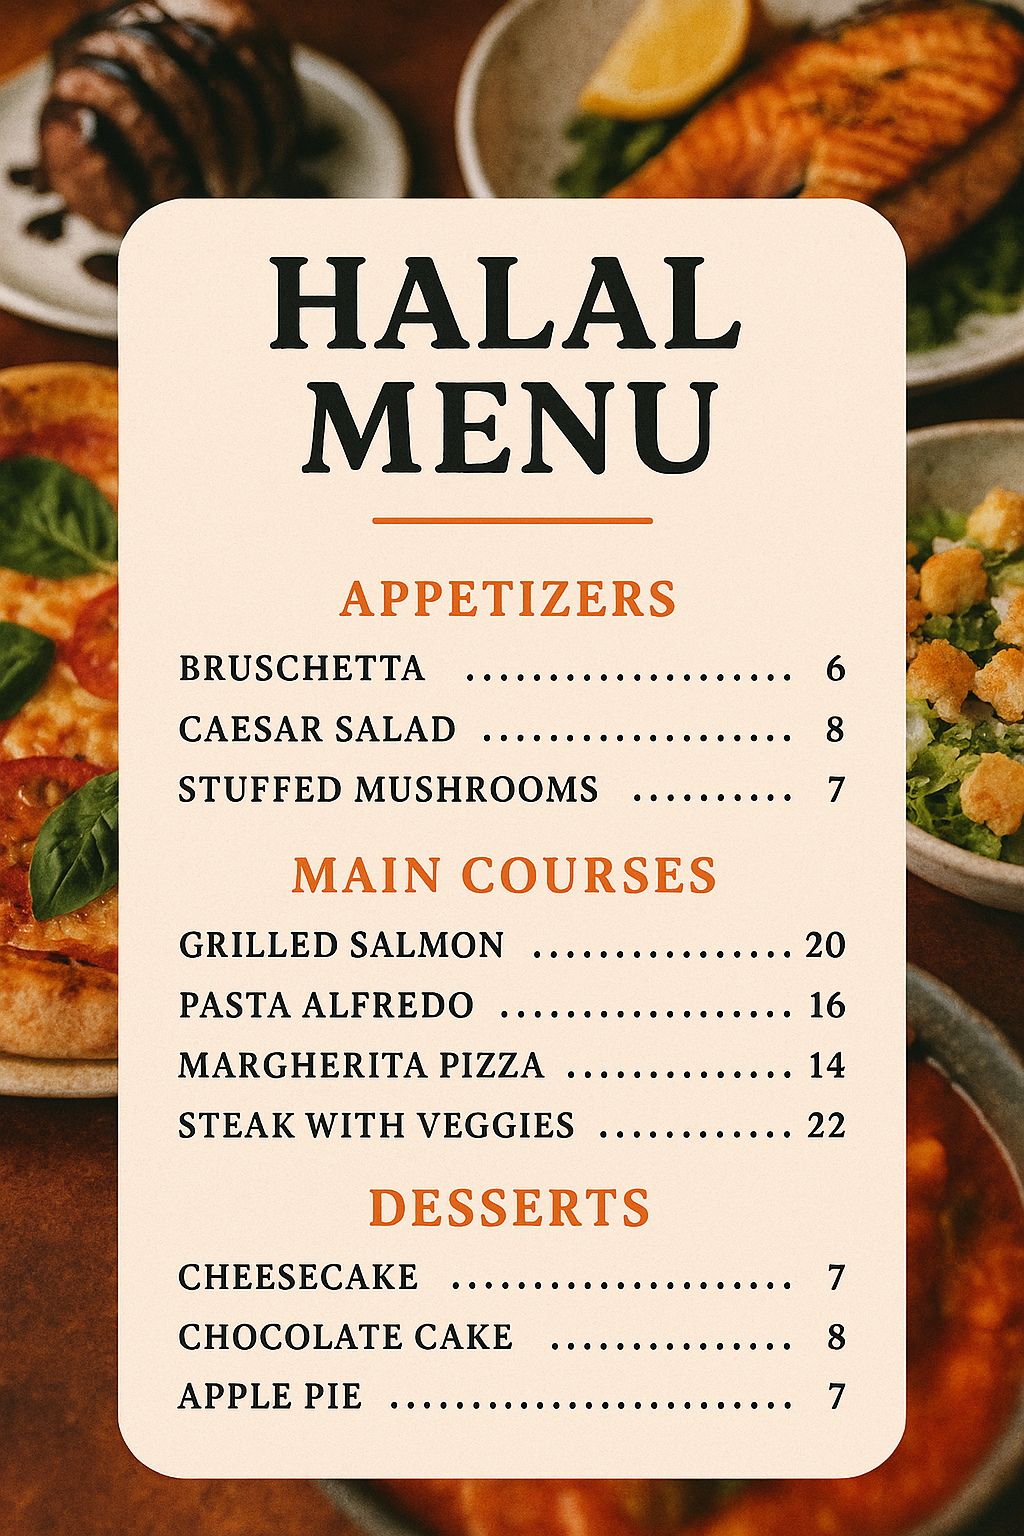 HALAL
MENU
APPETIZERS
BRUSCHETTA .................... 6
CAESAR SALAD ................... 8
STUFFED MUSHROOMS .......... 7
MAIN COURSES
GRILLED SALMON ................ 20
PASTA ALFREDO .................. 16
MARGHERITA PIZZA .............. 14
STEAK WITH VEGGIES ............ 22
DESSERTS
CHEESECAKE ..................... 7
CHOCOLATE CAKE ............... 8
APPLE PIE ......................... 7